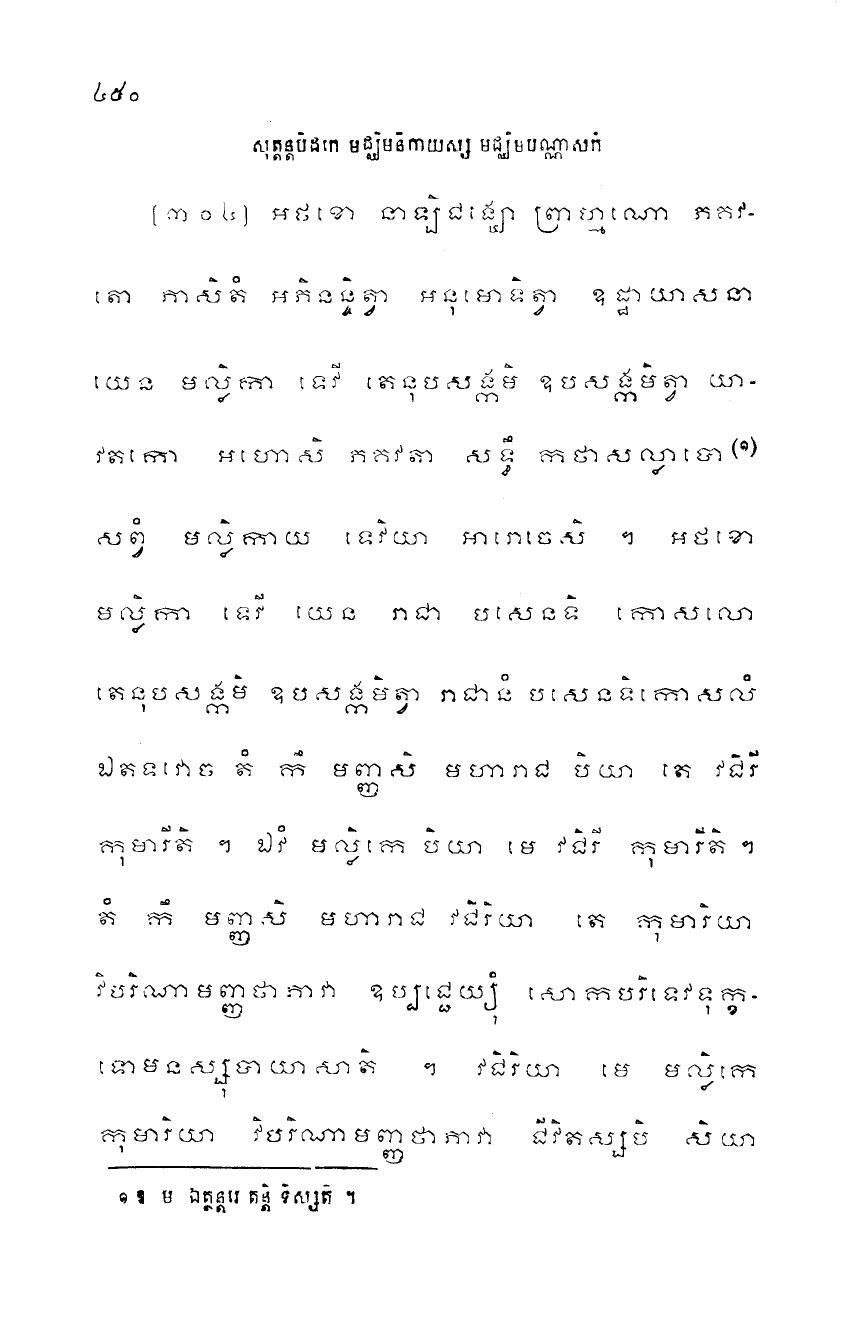 ៤៥០
សុត្តន្តបិដកេ មជ្ឈិមនិកាយស្ស មជ្ឈិមបណ្ណាសកំ
[៣០៤] អថខោ នាឡិជង្ឃោ ព្រាហ្មណោ ភគវ-
តោ ភាសិតំ អភិនន្ទិត្វា អនុមោទិត្វា ឧដ្ឋាយាសនា
យេន មល្លិកា ទេវី តេនុបសង្កមិ ឧបសង្កមិត្វា យា-
វតកោ អហោសិ ភគវតា សទ្ធឹ កថាសល្លាបោ (១)
សព្វំ មល្លិកាយ ទេវិយា អារោចេសិ ។ អថខោ
មល្លិកា ទេវី យេន រាជា បសេនទិ កោសលោ
តេនុបសង្កមិ ឧបសង្កមិត្វា រាជានំ បសេនទិកោសលំ
ឯតទវោច តំ កឹ មញ្ញសិ មហារាជ បិយា តេ វជិរី
កុមារីតិ ។ ឯវំ មល្លិកេ បិយា មេ វជិរី កុមារីតិ ។
តំ កឹ មញ្ញសិ មហារាជ វជីរិយា តេ កុមារិយា
វិបរិណាមញ្ញថាភាវា ឧប្បជ្ជេយ្យុំ សោកបរិទេវទុក្ខ-
ទោមនស្សុបាយាសាតិ ។ វជិរិយា មេ មល្លិកេ
កុមារិយា វិបរិណាមញ្ញថាភាវា ជីវិតស្សបិ សិយា
១ ឱ ម ឯត្ថន្តរេ តន្តិ ទិស្សតិ ។